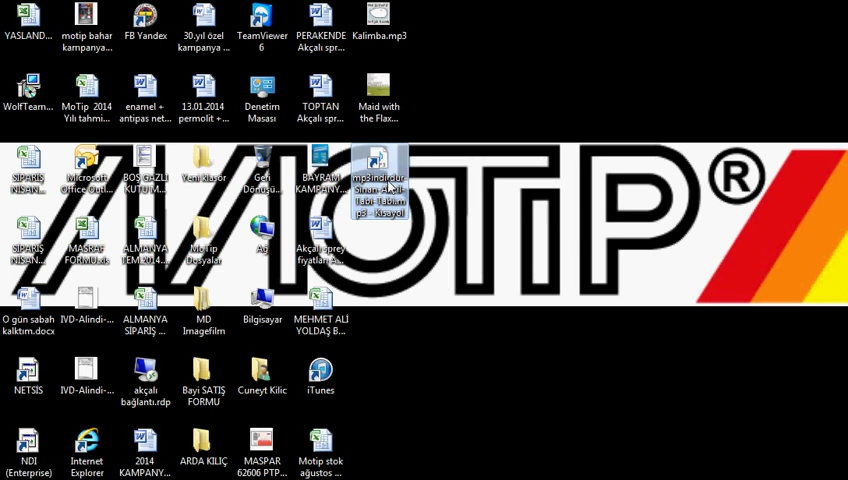 YASLAND...
motip bahar
kampanya...
FB Yandex
30.yıl özel
kampanya ...
TeamViewer
6
PERAKENDE
Akçalı spr...
Kalimba.mp3
WolfTeam...
MoTip 2014
Yılı tahmi...
enamel +
antipas net...
13.01.2014
permolit +...
Denetim
Masası
TOPTAN
Akçalı spr...
Maid with
the Flax...
SİPARİŞ
NİSAN...
Microsoft
Office Outl...
BOŞ GAZLI
KUTU M...
Yeni klasör
Geri
Dönüşü...
BAYRAM
KAMPANY...
mp3indirdur-
Sinan-Akcil-
Tabi-Tabi.m
p3 - Kısayol
MOTIP ®
SİPARİŞ
NİSAN...
MASRAF
FORMU.xls
ALMANYA
TEM.2014...
MoTip
Dosyalar
Ağ
Akçalı sprey
fiyatları A...
O gün sabah
kalktım.docx
IVD-Alindi-...
ALMANYA
SİPARİŞ ...
MD
Imagefilm
Bilgisayar
MEHMET ALİ
YOLDAŞ B...
NETSİS
IVD-Alindi-...
akçalı
bağlantı.rdp
Bayi SATIŞ
FORMU
Cuneyt Kilic
iTunes
NDI
(Enterprise)
Internet
Explorer
2014
KAMPANY...
ARDA KILIÇ
MASPAR
62606 PTP...
Motip stok
ağustos ...